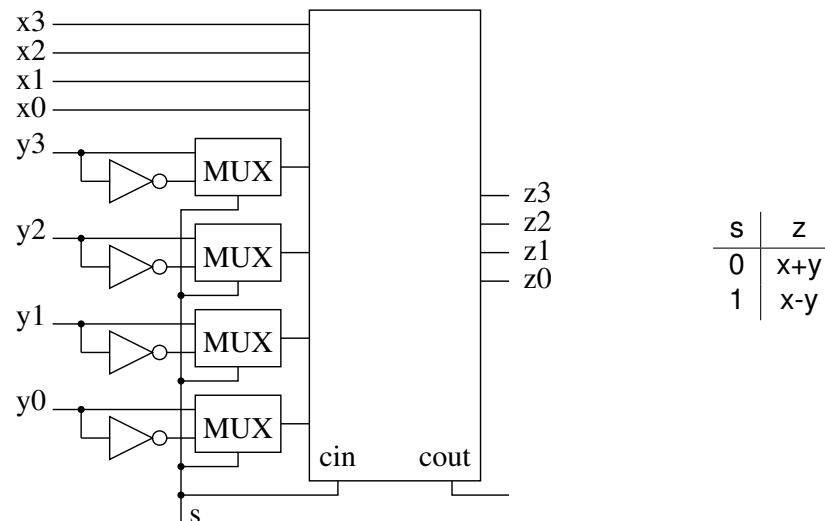 x3
x2
x1
x0
y3
MUX
z3
y2
z2
MUX
z1
z0
y1
MUX
y0
MUX
cin cout
s
s z
0 x+y
1 x-y